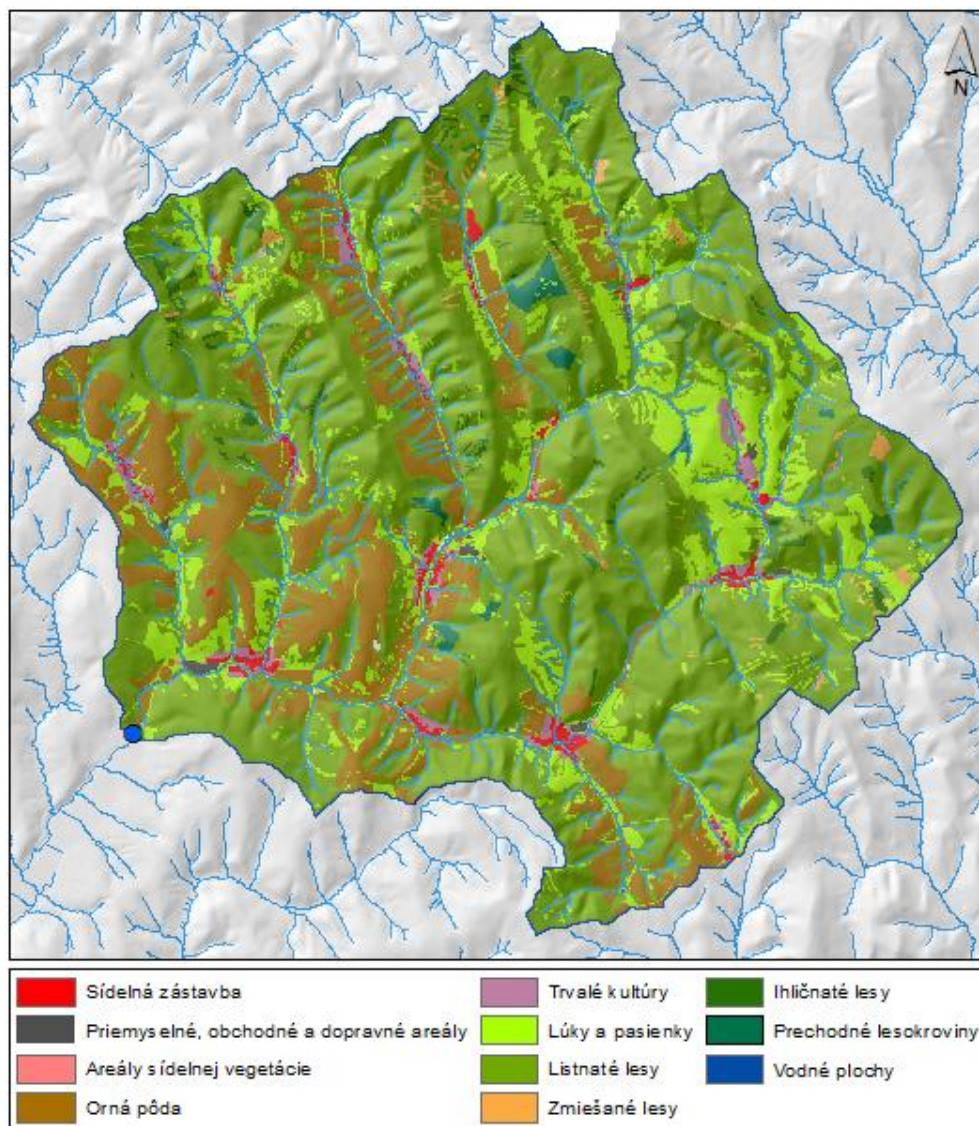 N
Sídelná zástavba
Priemyselné, obchodné a dopravné areály
Areály sídelnej vegetácie
Orná pôda
Trvalé kultúry
Lúky a pasienky
Listnaté lesy
Zmiešané lesy
Ihličnaté lesy
Prechodné lesokroviny
Vodné plochy